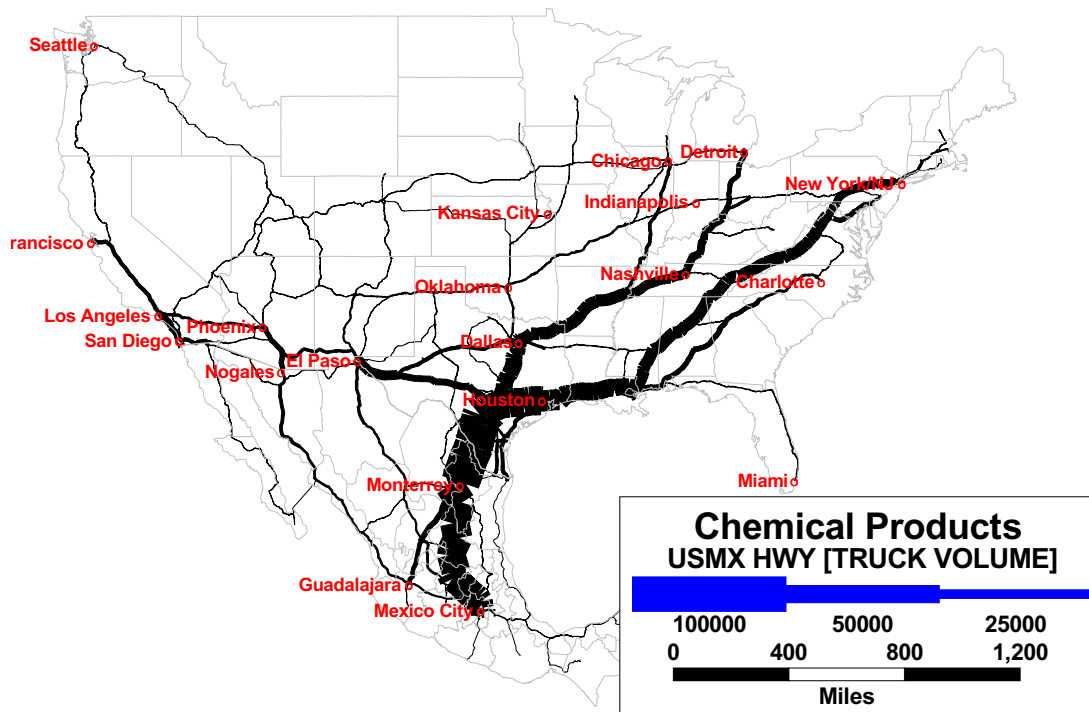 Seattle
Chicago
Detroit
New York/NJ
Indianapolis
Kansas City
rancisco
Nashville
Charlotte
Oklahoma
Los Angeles
Phoenix
San Diego
Dallas
El Paso
Nogales
Houston
Monterrey
Miami
Guadalajara
Mexico City
Chemical Products
USMX HWY [TRUCK VOLUME]
100000 50000 25000
0 400 800 1,200
Miles